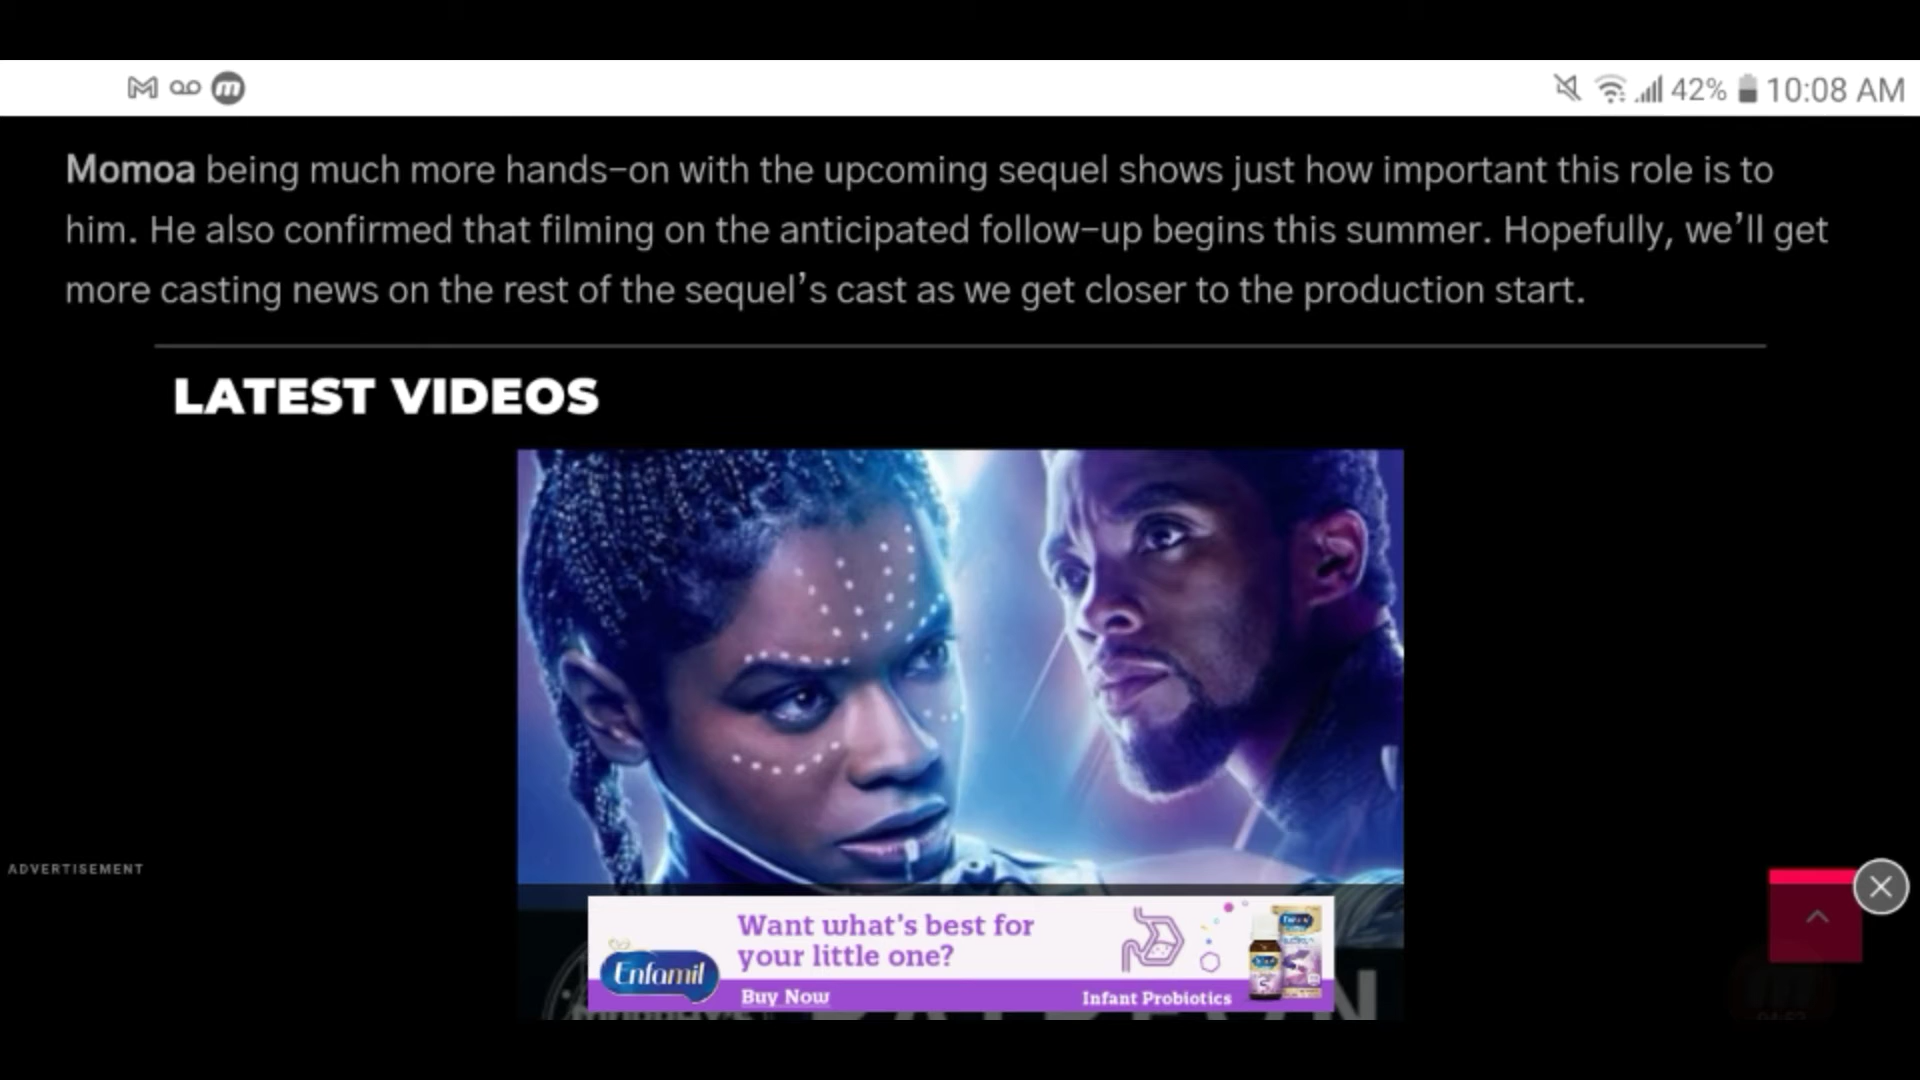 42% 10:08 AM
Momoa being much more hands-on with the upcoming sequel shows just how important this role is to
him. He also confirmed that filming on the anticipated follow-up begins this summer. Hopefully, we’ll get
more casting news on the rest of the sequel’s cast as we get closer to the production start.
LATEST VIDEOS
ADVERTISEMENT
Want what's best for
your little one?
Enfamil
Buy Now
Infant Probiotics